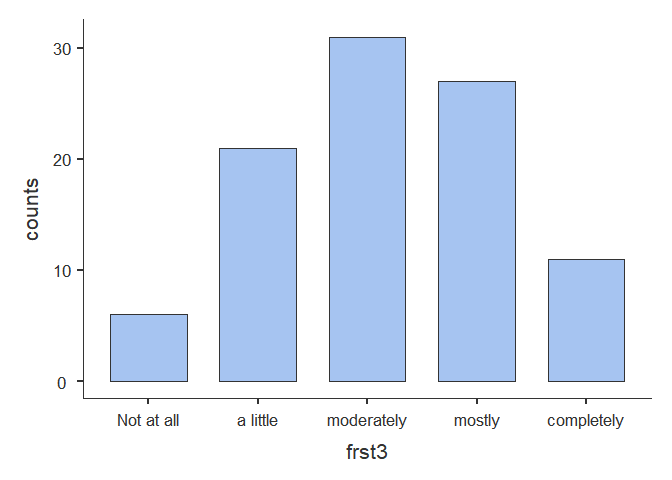 30
20
10
0
counts
Not at all
a little
moderately
mostly
completely
frst3